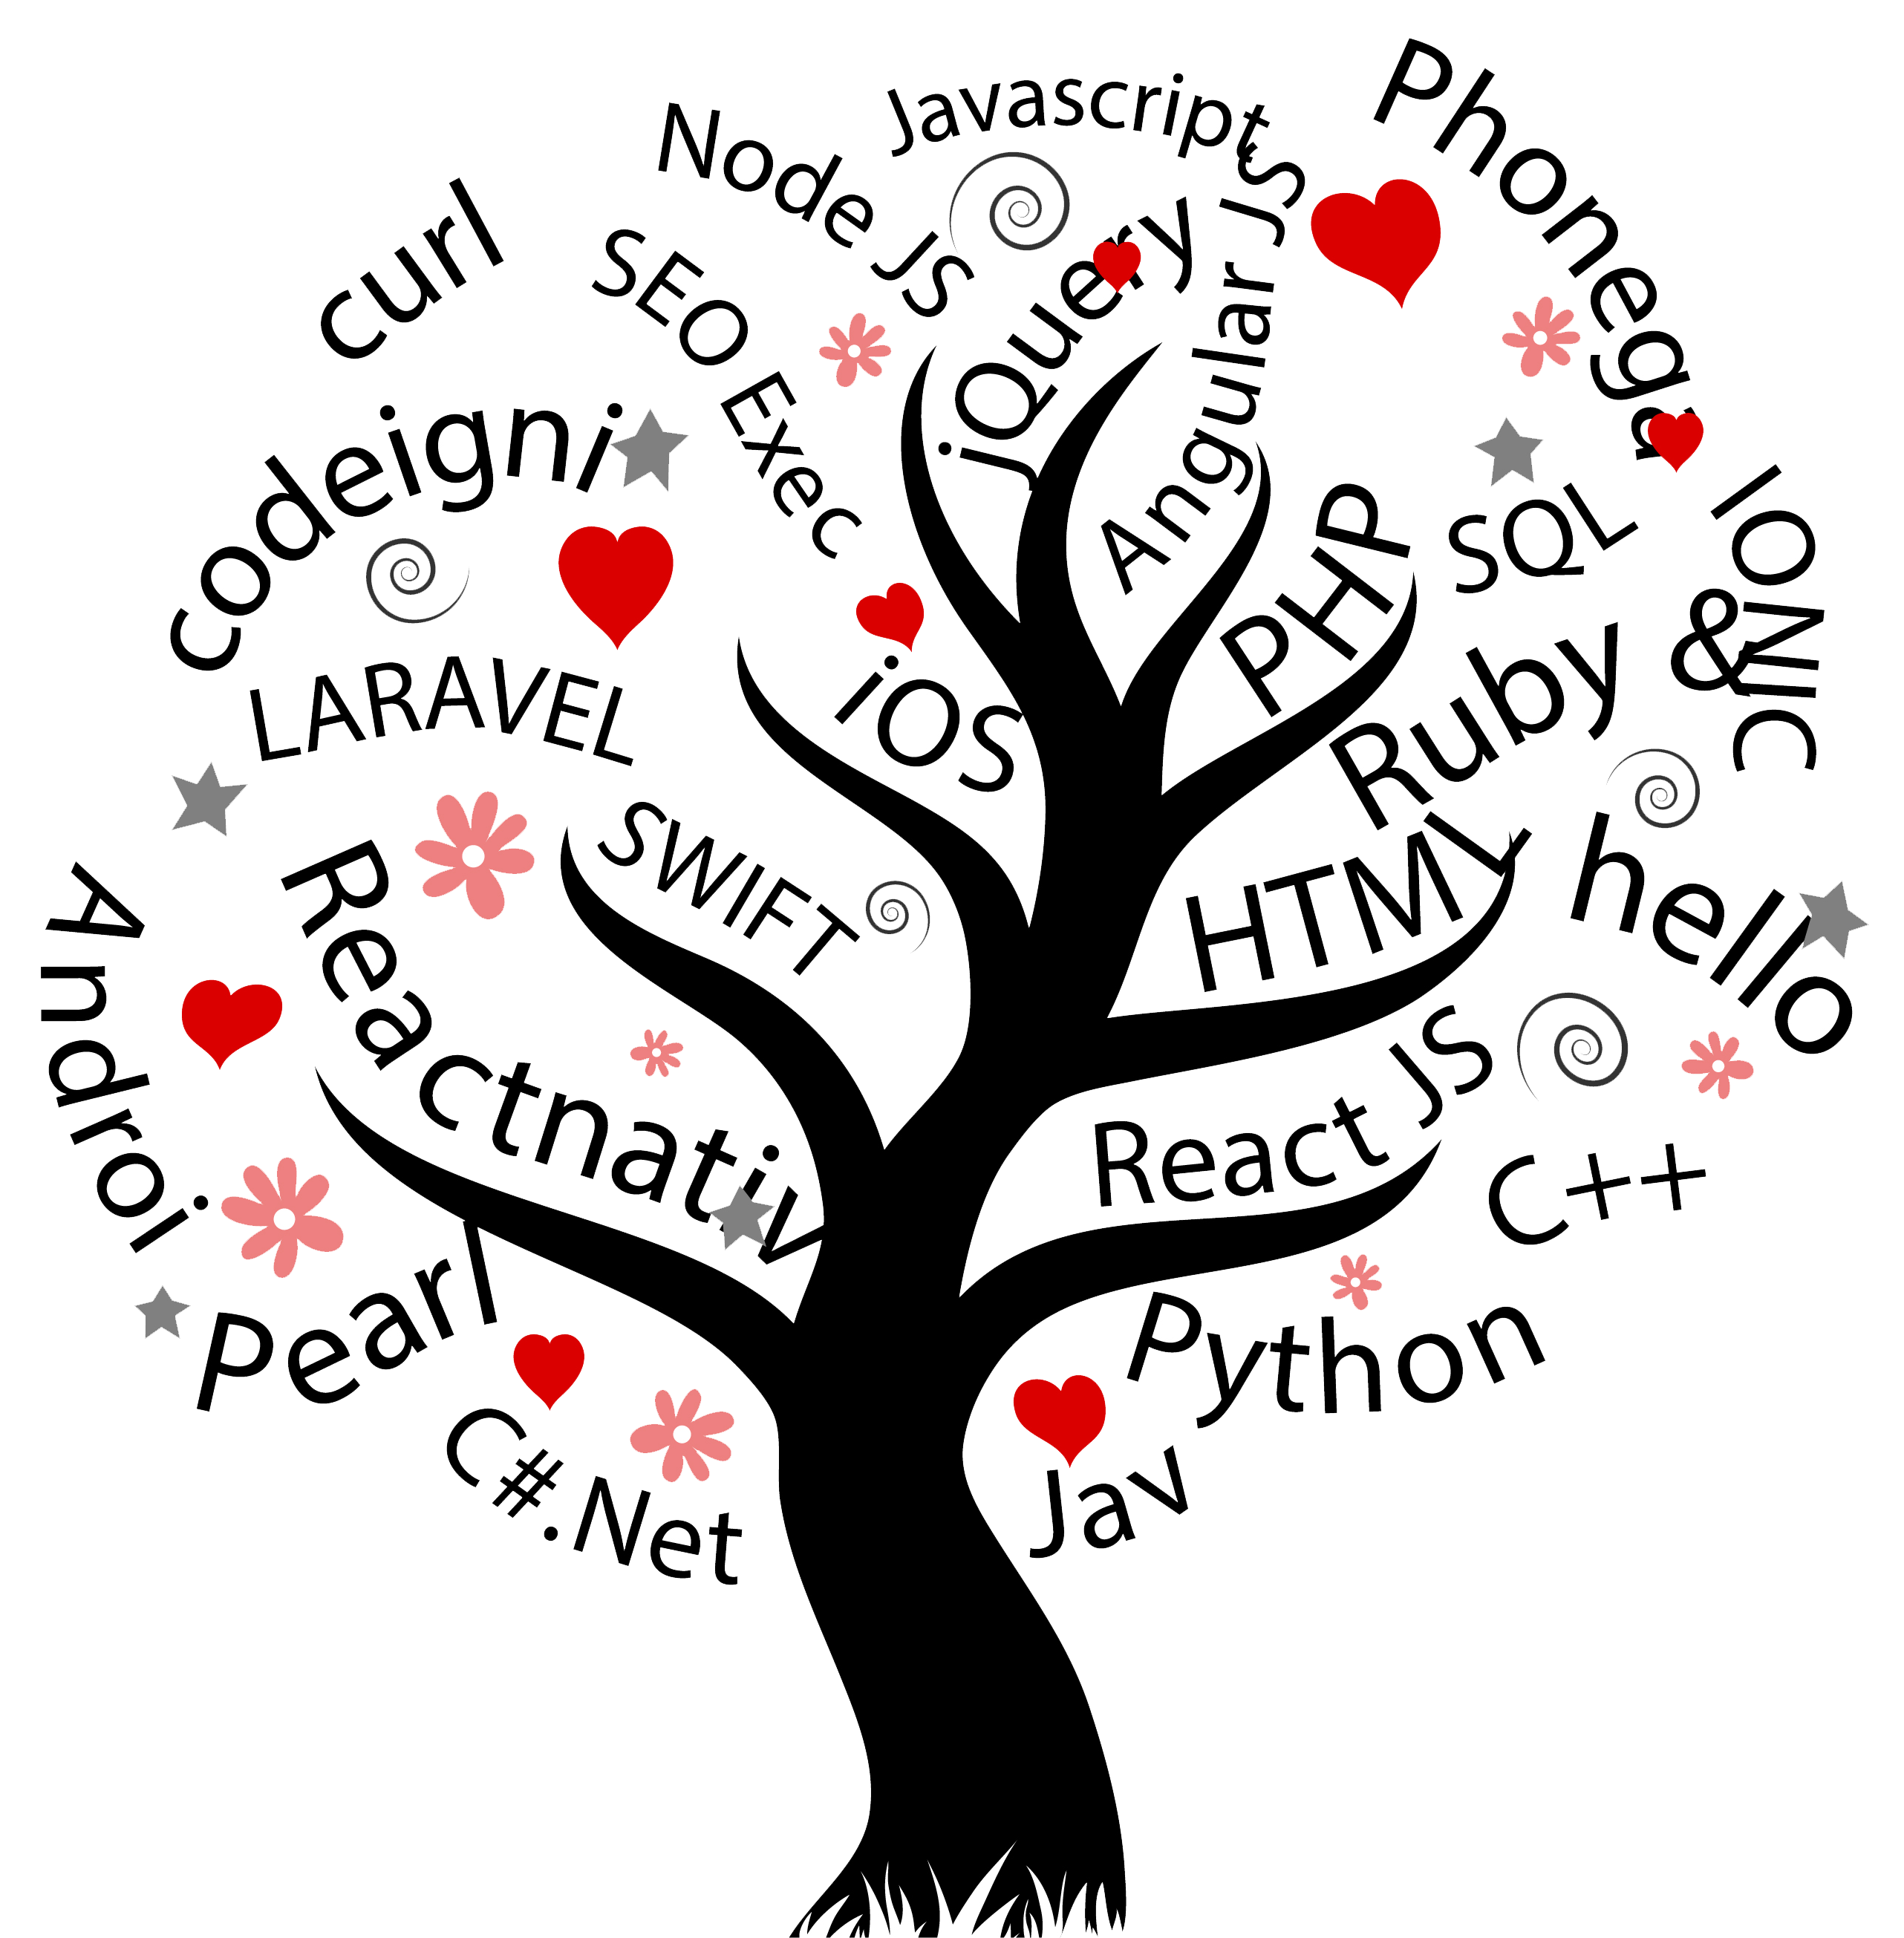 Javascript
Phonega
Node Js
curl
SEO
Exec
jQuery
Angular JS
codeigni
SQL
PHP
IONIC
&
LARAVEL
IOS
Ruby
SWIFT
HTML
hello
Androi
Reactnativ
React JS
C++
Pearl
Python
C#.Net
Jav